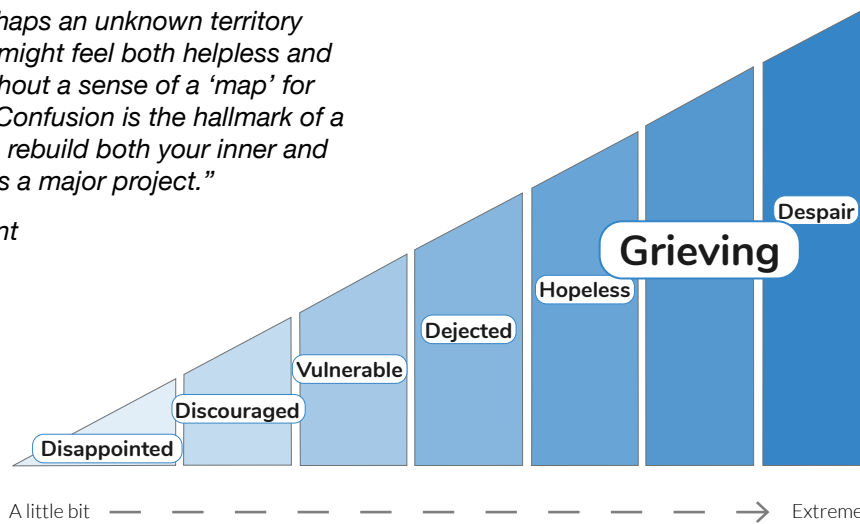 haps an unknown territory
might feel both helpless and
hout a sense of a ‘map’ for
Confusion is the hallmark of a
rebuild both your inner and
s a major project.”
nt
Despair
Grieving
Hopeless
Dejected
Vulnerable
Discouraged
Disappointed
A little bit
Extreme